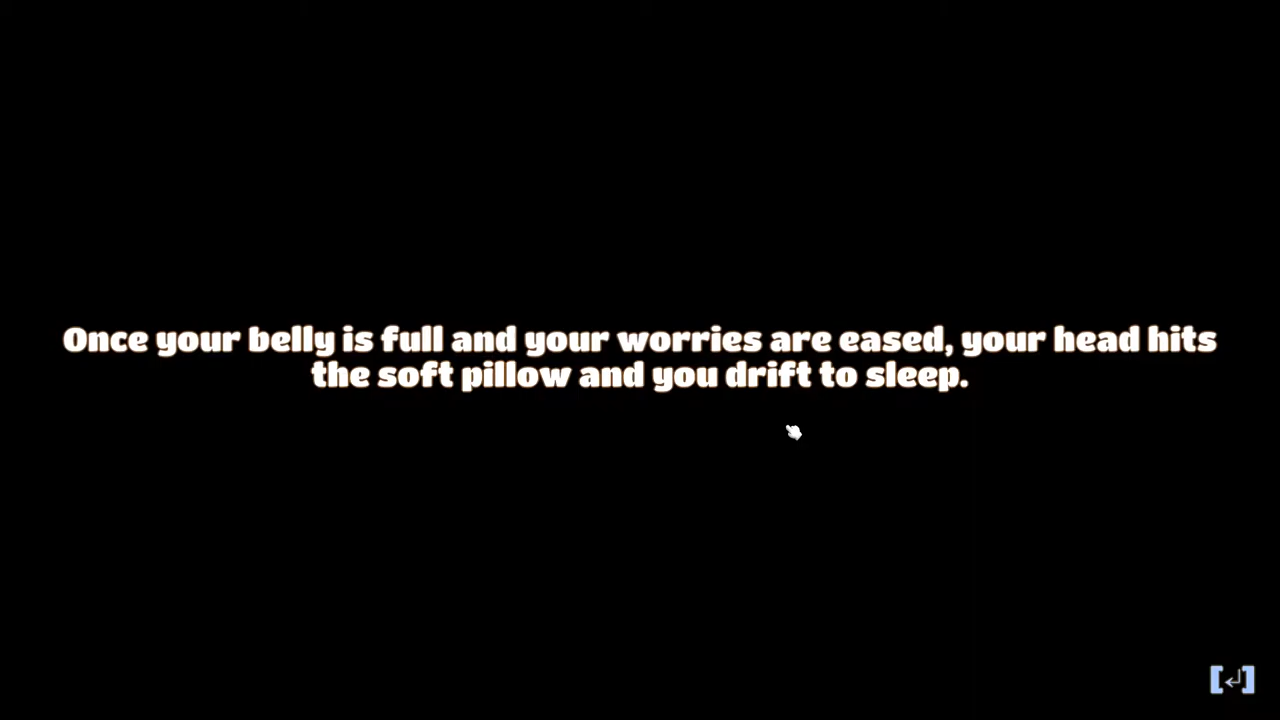 Once your belly is full and your worries are eased, your head hits
the soft pillow and you drift to sleep.
[↵]